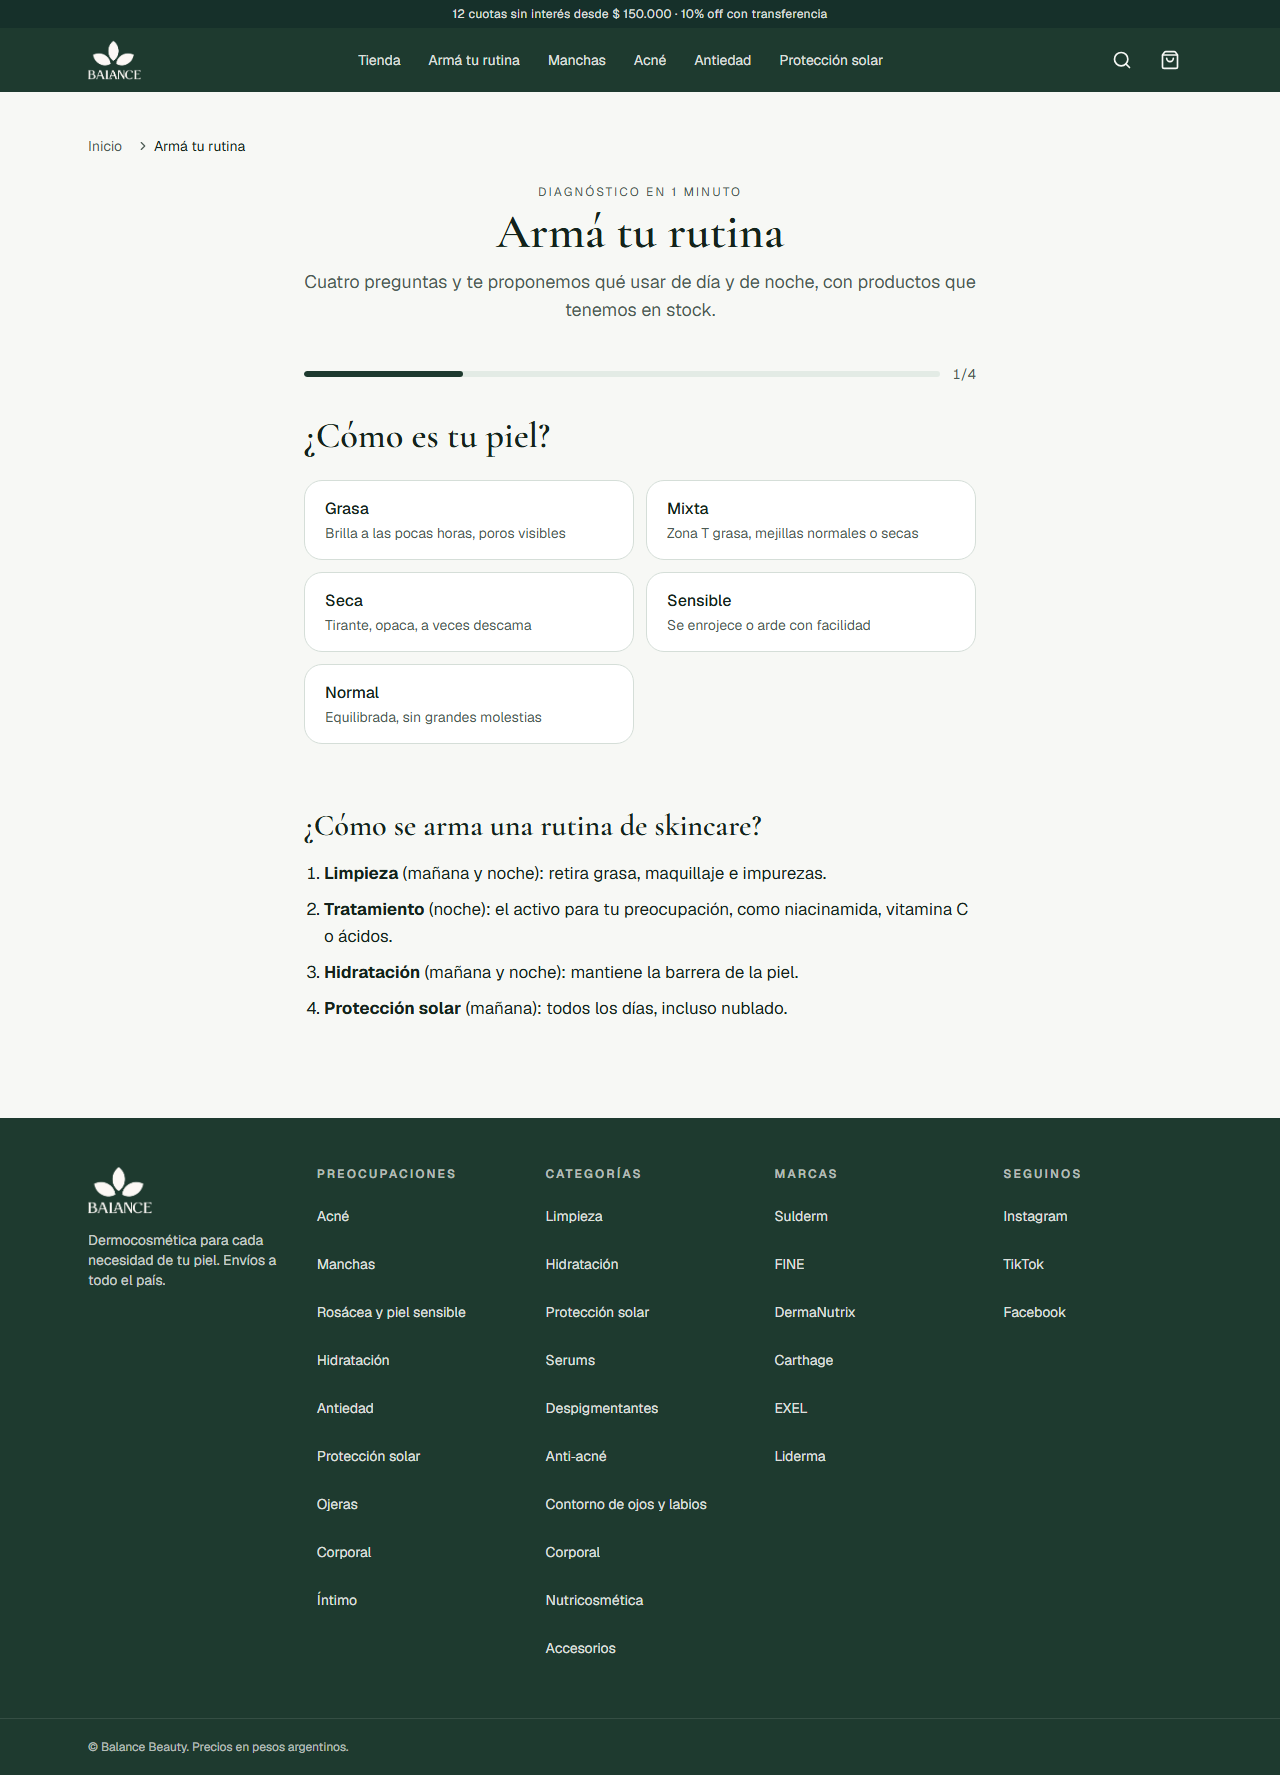 12 cuotas sin interés desde $ 150.000 · 10% off con transferencia
BALANCE
Tienda
Armá tu rutina
Manchas
Acné
Antiedad
Protección solar
Inicio > Armá tu rutina
DIAGNÓSTICO EN 1 MINUTO
Armá tu rutina
Cuatro preguntas y te proponemos qué usar de día y de noche, con productos que
tenemos en stock.
1/4
¿Cómo es tu piel?
Grasa
Brilla a las pocas horas, poros visibles
Mixta
Zona T grasa, mejillas normales o secas
Seca
Tirante, opaca, a veces descama
Sensible
Se enrojece o arde con facilidad
Normal
Equilibrada, sin grandes molestias
¿Cómo se arma una rutina de skincare?
1. Limpieza (mañana y noche): retira grasa, maquillaje e impurezas.
2. Tratamiento (noche): el activo para tu preocupación, como niacinamida, vitamina C
o ácidos.
3. Hidratación (mañana y noche): mantiene la barrera de la piel.
4. Protección solar (mañana): todos los días, incluso nublado.
BALANCE
Dermocosmética para cada
necesidad de tu piel. Envíos a
todo el país.
PREOCUPACIONES
Acné
Manchas
Rosácea y piel sensible
Hidratación
Antiedad
Protección solar
Ojeras
Corporal
Íntimo
CATEGORÍAS
Limpieza
Hidratación
Protección solar
Serums
Despigmentantes
Anti-acné
Contorno de ojos y labios
Corporal
Nutricosmética
Accesorios
MARCAS
Sulderm
FINE
DermaNutrix
Carthage
EXEL
Liderma
SEGUINOS
Instagram
TikTok
Facebook
© Balance Beauty. Precios en pesos argentinos.